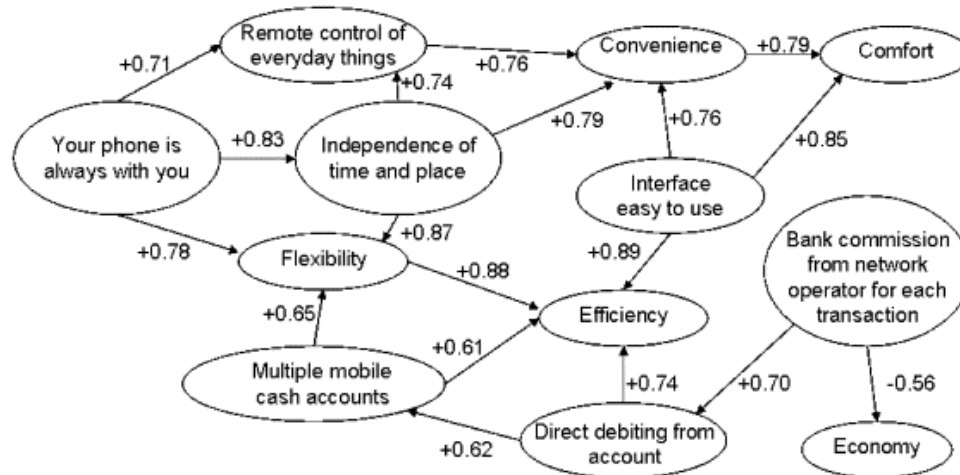 Remote control of
everyday things
Convenience
+0.79
Comfort
+0.71
+0.76
+0.74
+0.83
+0.79
+0.76
+0.85
Your phone is
always with you
Independence of
time and place
Interface
easy to use
+0.78
+0.87
+0.89
Flexibility
+0.88
Bank commission
from network
operator for each
transaction
+0.65
Efficiency
+0.61
Multiple mobile
cash accounts
+0.74
+0.70
-0.56
+0.62
Direct debiting from
account
Economy